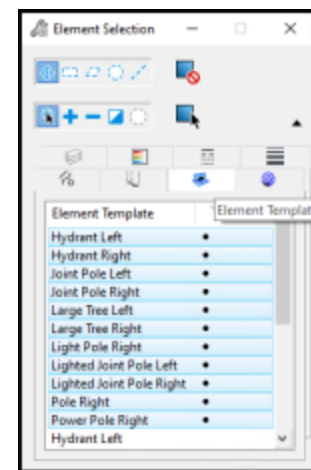 Element Selection
Element Template
Element Templat
Hydrant Left
Hydrant Right
Joint Pole Left
Joint Pole Right
Large Tree Left
Large Tree Right
Light Pole Right
Lighted Joint Pole Left
Lighted Joint Pole Right
Pole Right
Power Pole Right
Hydrant Left